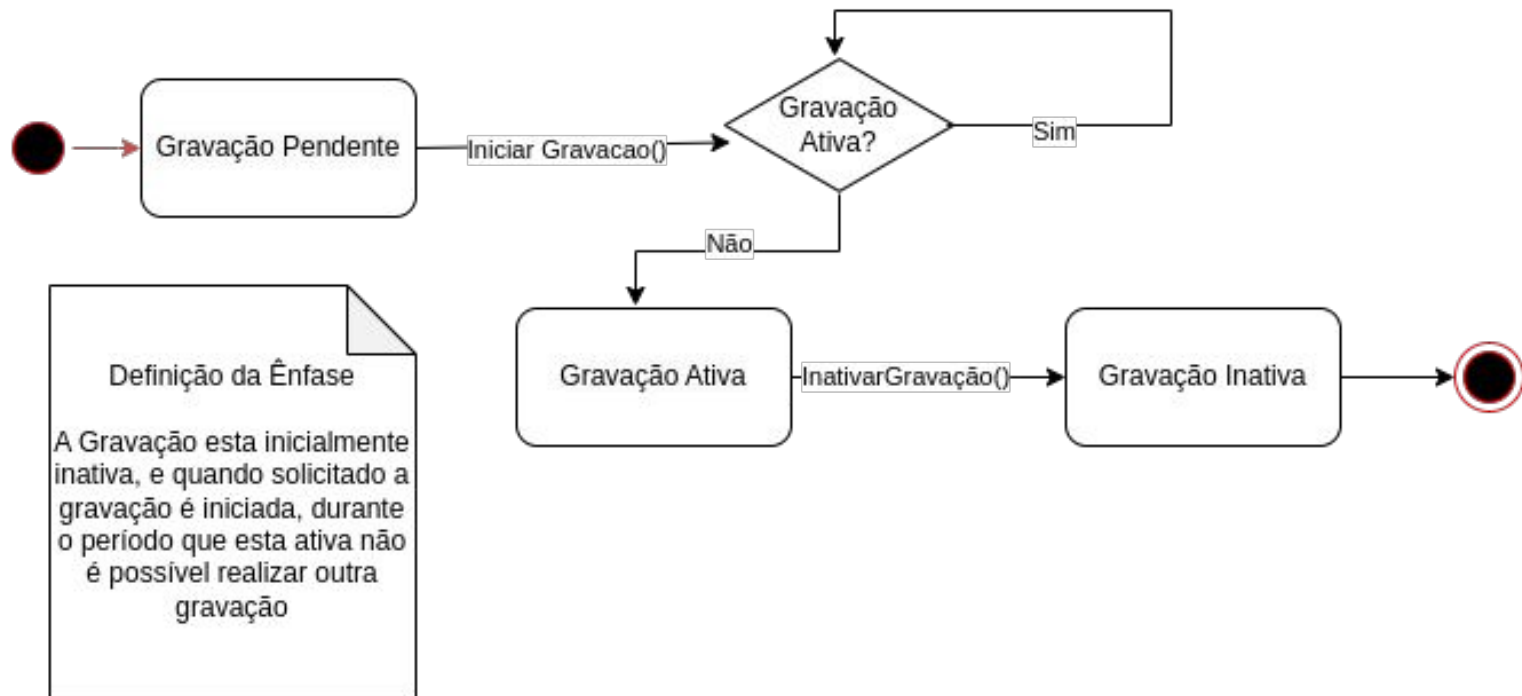 Gravação
Ativa?
Gravação Pendente
Iniciar Gravacao()
Sim
Não
Definição da Ênfase
A Gravação esta inicialmente
inativa, e quando solicitado a
gravação é iniciada, durante
o período que esta ativa não
é possível realizar outra
gravação
Gravação Ativa
InativarGravação()
Gravação Inativa